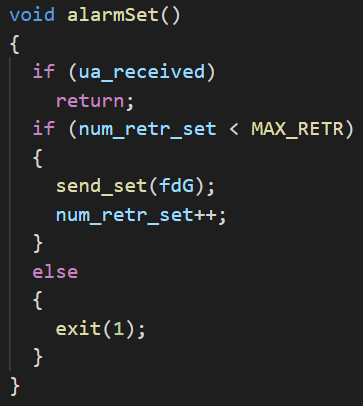 void alarmSet()
{
  if (ua_received)
    return;
  if (num_retr_set < MAX_RETR)
  {
    send_set(fdG);
    num_retr_set++;
  }
  else
  {
    exit(1);
  }
}